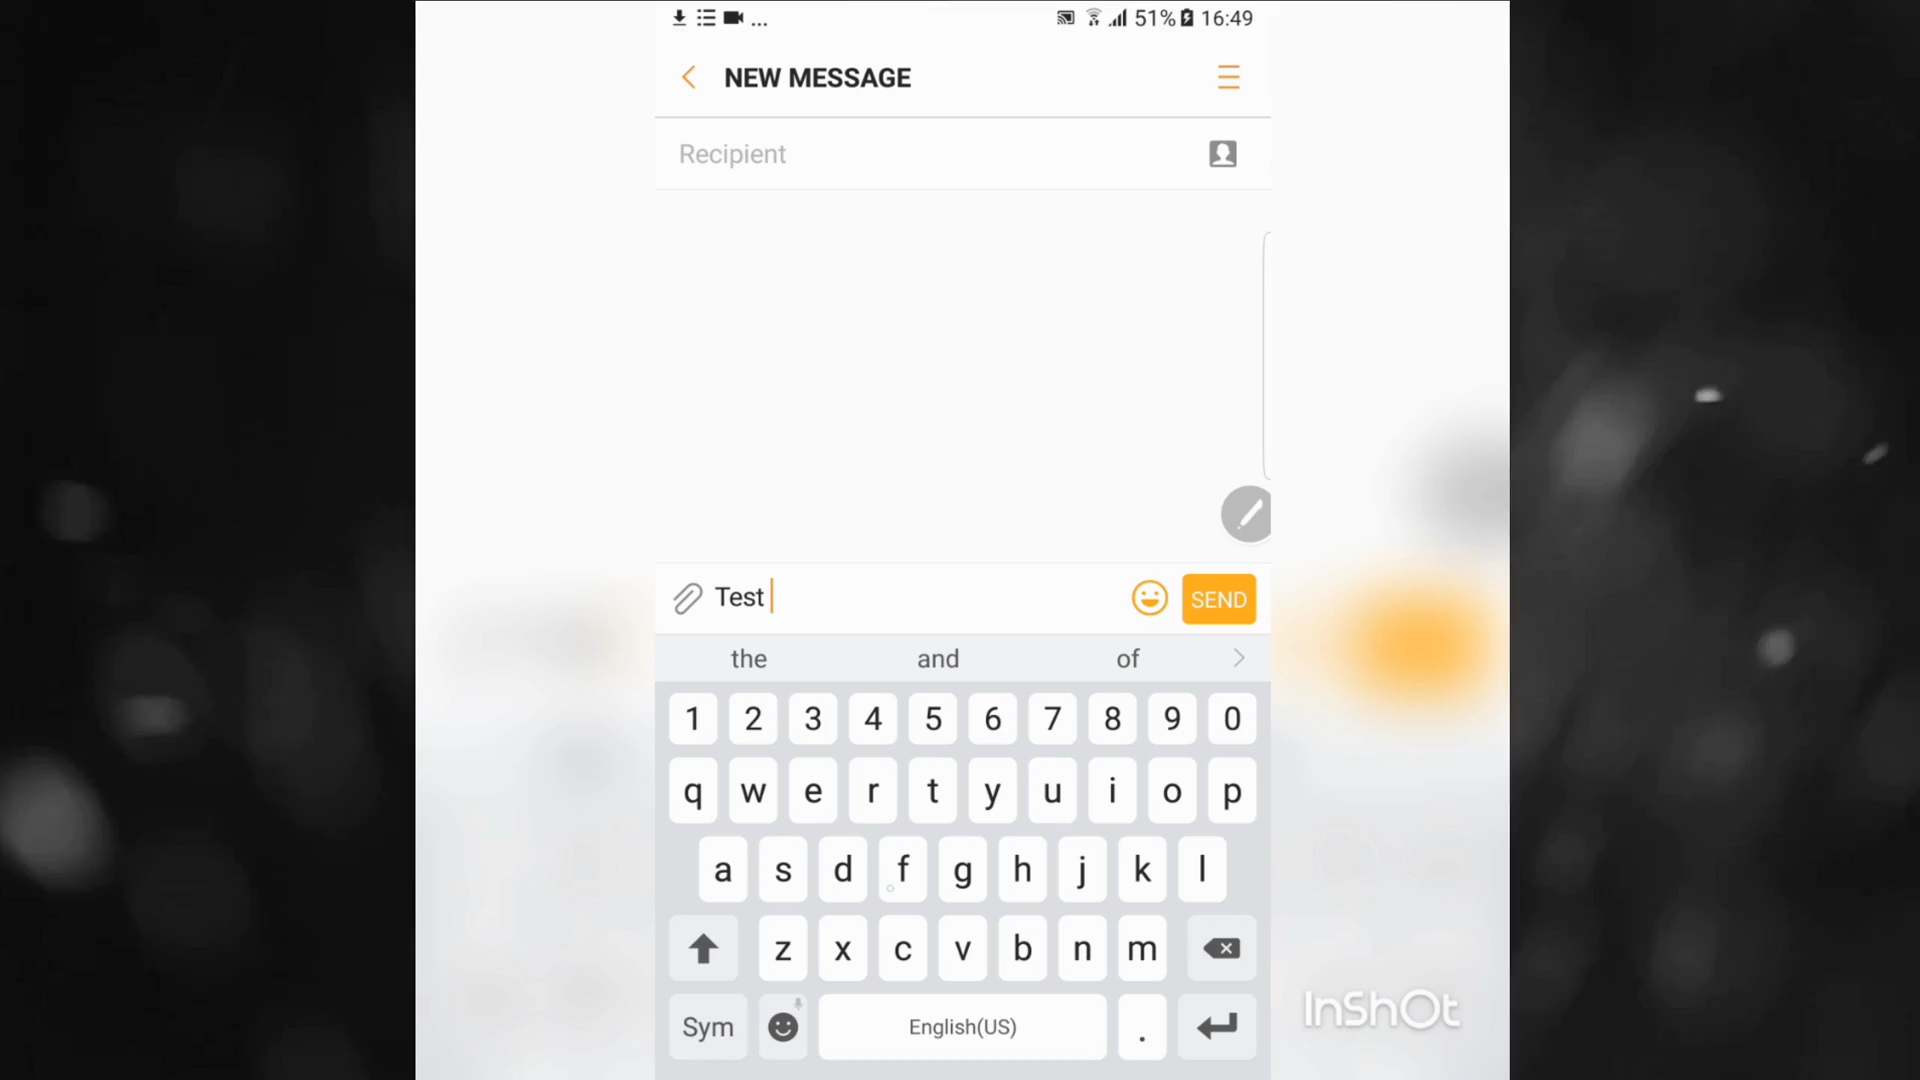 ... 51% 16:49
NEW MESSAGE
Recipient
Test SEND
the and of
1 2 3 4 5 6 7 8 9 0
q w e r t y u i o p
a s d f g h j k l
z x c v b n m
Sym English(US) .
InShOt